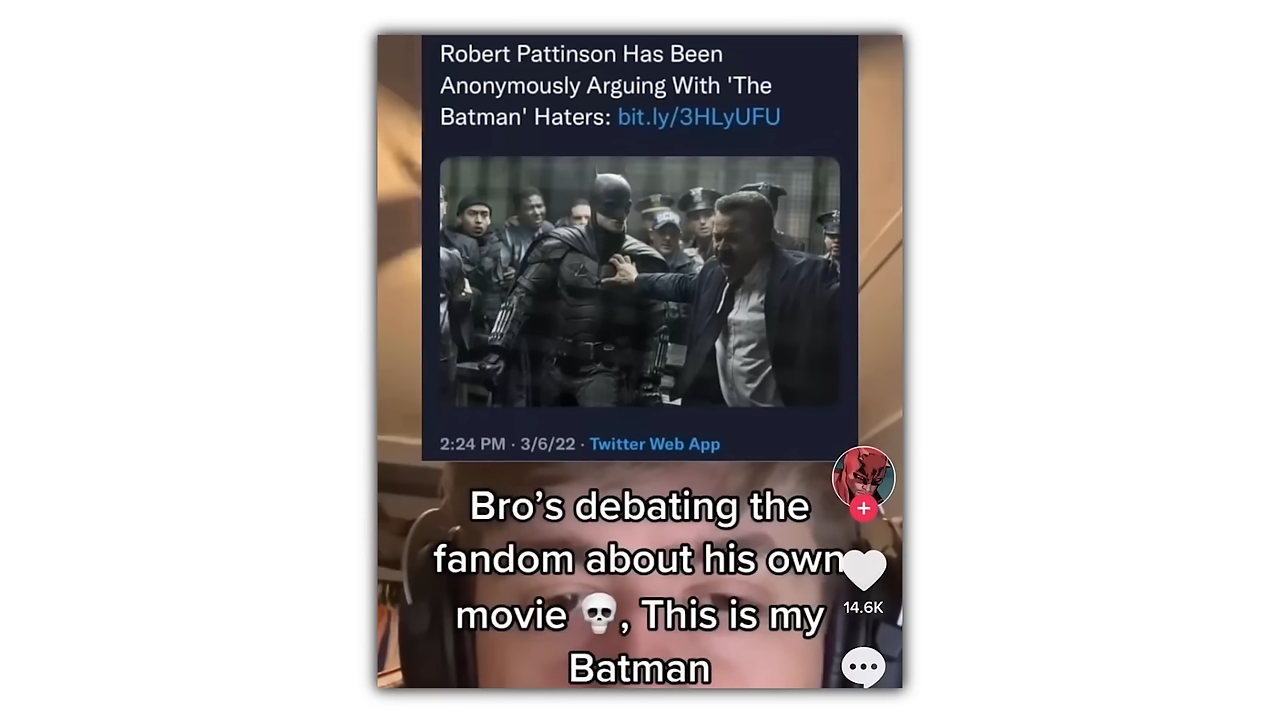 Robert Pattinson Has Been
Anonymously Arguing With 'The
Batman' Haters: bit.ly/3HLyUFU
2:24 PM · 3/6/22 · Twitter Web App
Bro’s debating the
fandom about his own
movie 💀, This is my
Batman
14.6K